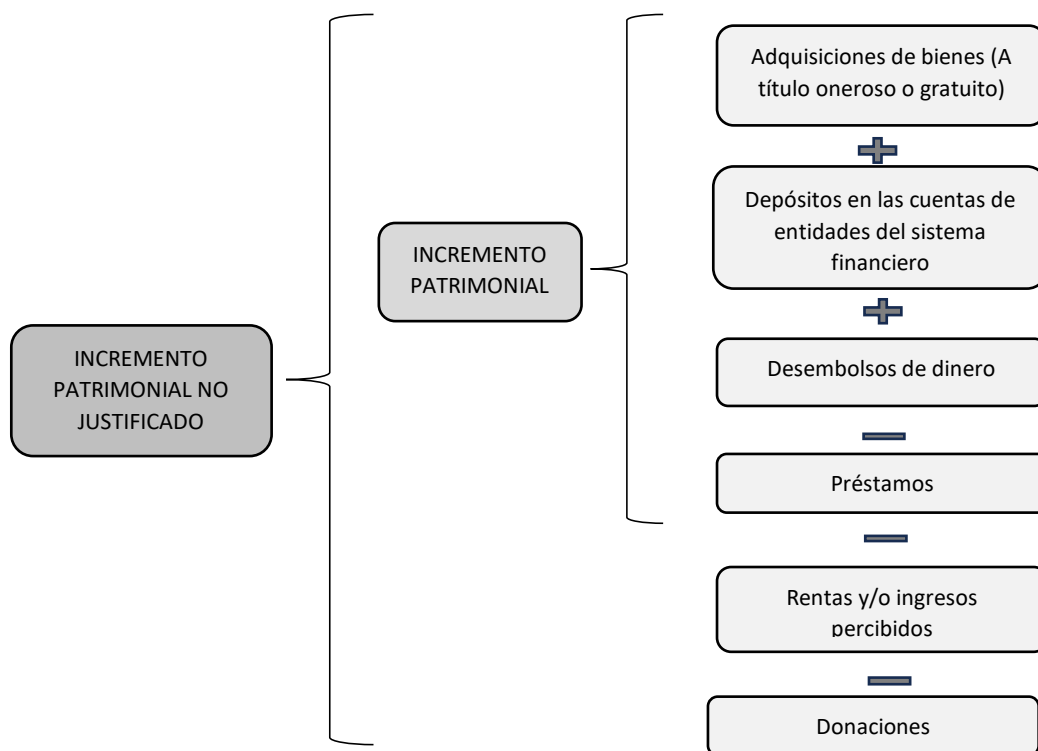 Adquisiciones de bienes (A
título oneroso o gratuito)
Depósitos en las cuentas de
entidades del sistema
financiero
INCREMENTO
PATRIMONIAL
INCREMENTO
PATRIMONIAL NO
JUSTIFICADO
Desembolsos de dinero
Préstamos
Rentas y/o ingresos
percibidos
Donaciones